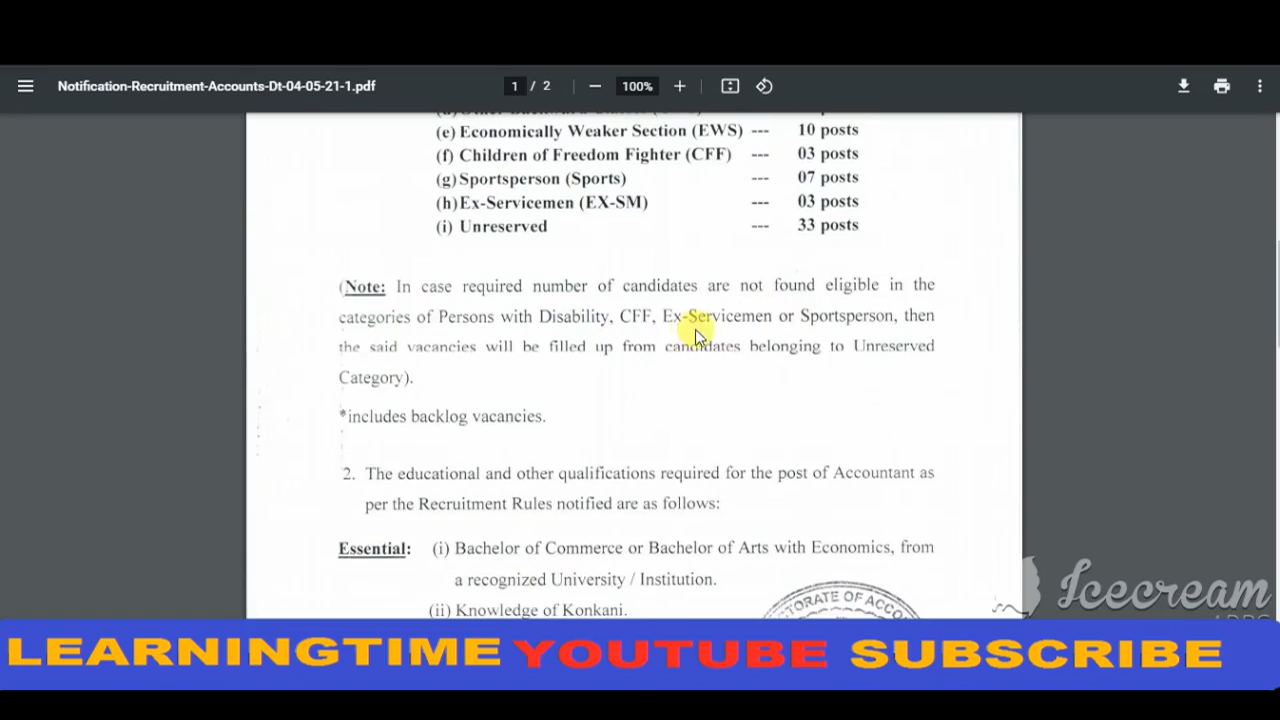 Notification-Recruitment-Accounts-Dt-04-05-21-1.pdf
1 / 2
100%
(e) Economically Weaker Section (EWS) --- 10 posts
(f) Children of Freedom Fighter (CFF) --- 03 posts
(g) Sportsperson (Sports) --- 07 posts
(h) Ex-Servicemen (EX-SM) --- 03 posts
(i) Unreserved --- 33 posts
(Note: In case required number of candidates are not found eligible in the
categories of Persons with Disability, CFF, Ex-Servicemen or Sportsperson, then
the said vacancies will be filled up from candidates belonging to Unreserved
Category).
*includes backlog vacancies.
2. The educational and other qualifications required for the post of Accountant as
per the Recruitment Rules notified are as follows:
Essential: (i) Bachelor of Commerce or Bachelor of Arts with Economics, from
a recognized University / Institution.
(ii) Knowledge of Konkani.
Icecream
LEARNINGTIME YOUTUBE SUBSCRIBE